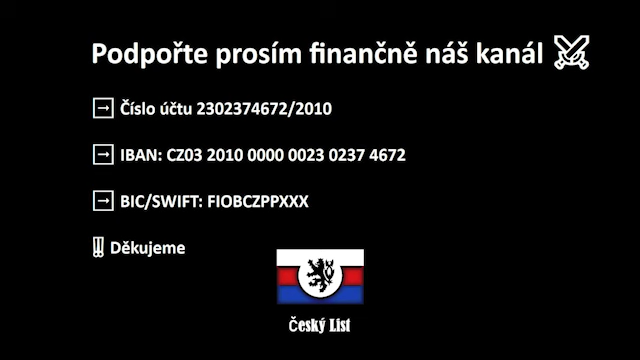 Podpořte prosím finančně náš kanál
Číslo účtu 2302374672/2010
IBAN: CZ03 2010 0000 0023 0237 4672
BIC/SWIFT: FIOBCZPPXXX
Děkujeme
Český List